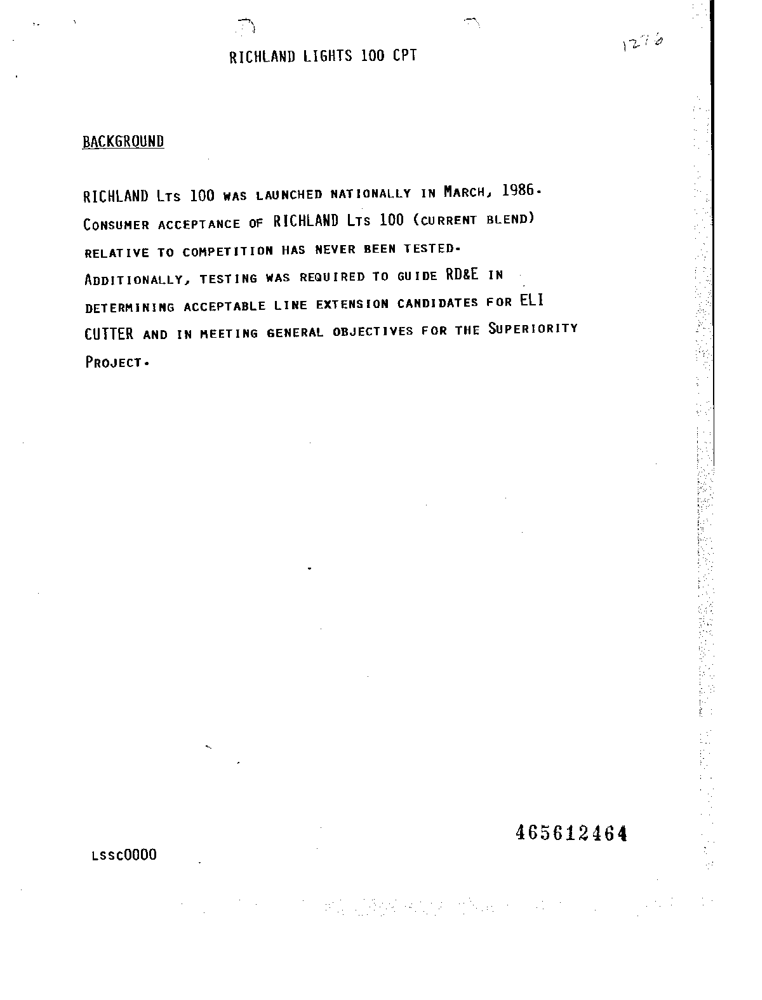 RICHLAND LIGHTS 100 CPT
1276
BACKGROUND
RICHLAND LTS 100 WAS LAUNCHED NATIONALLY IN MARCH, 1986.
CONSUMER ACCEPTANCE OF RICHLAND LTS 100 (CURRENT BLEND)
RELATIVE TO COMPETITION HAS NEVER BEEN TESTED.
ADDITIONALLY, TESTING WAS REQUIRED TO GUIDE RD&E IN
DETERMINING ACCEPTABLE LINE EXTENSION CANDIDATES FOR ELI
CUTTER AND IN MEETING GENERAL OBJECTIVES FOR THE SUPERIORITY
PROJECT.
465612464
LSSC0000